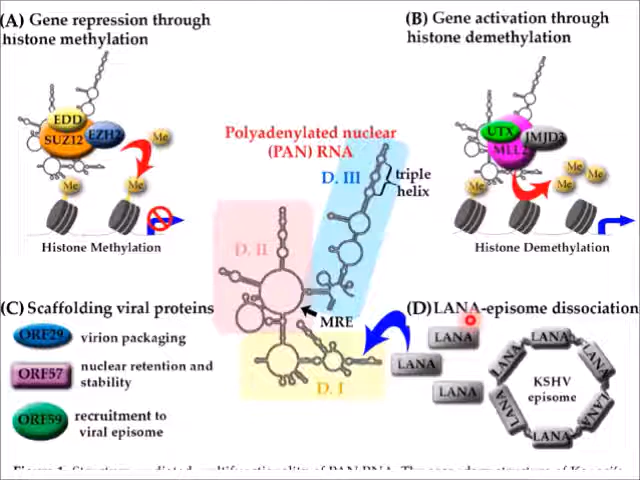 (A) Gene repression through
histone methylation
EDD
SUZ12
EZH2
Me
Me
Me
Histone Methylation
(B) Gene activation through
histone demethylation
UTX
JMJD3
MLL2
Me
Me
Me
Me
Histone Demethylation
Polyadenylated nuclear
(PAN) RNA
D. III
triple
helix
D. II
MRE
D. I
(C) Scaffolding viral proteins
ORF29
virion packaging
ORF57
nuclear retention and
stability
ORF59
recruitment to
viral episome
(D) LANA-episome dissociation
LANA
LANA
LANA
LANA
LANA
LANA
LANA
LANA
LANA
KSHV
episome